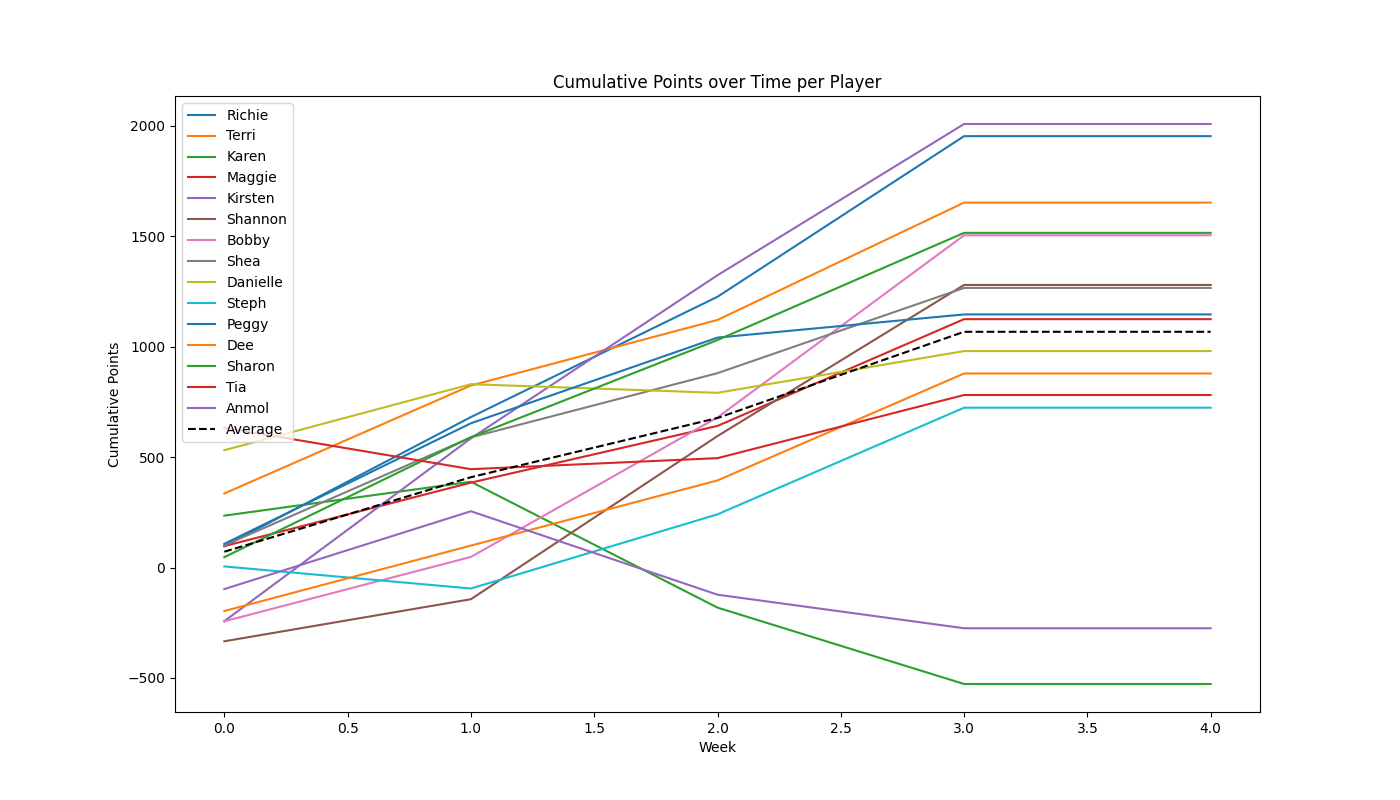 Cumulative Points over Time per Player
Richie
Terri
Karen
Maggie
Kirsten
Shannon
Bobby
Shea
Danielle
Steph
Peggy
Dee
Sharon
Tia
Anmol
Average
Cumulative Points
2000
1500
1000
500
0
−500
0.0 0.5 1.0 1.5 2.0 2.5 3.0 3.5 4.0
Week